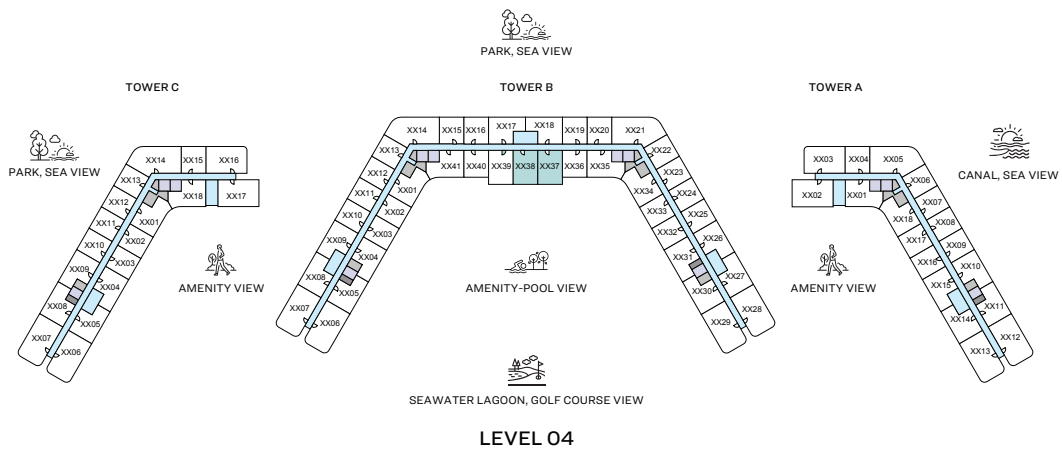 PARK, SEA VIEW
TOWER C
TOWER B
TOWER A
PARK, SEA VIEW
CANAL, SEA VIEW
XX14 XX15 XX16
XX13
XX18 XX17
XX12
XX11 XX01
XX02
XX10 XX03
XX09
XX04
XX08
XX05
XX07
XX06
XX14 XX15 XX16 XX17 XX18 XX19 XX20 XX21
XX13 XX41 XX40 XX39 XX38 XX37 XX36 XX35 XX22
XX12 XX23
XX11 XX01 XX34 XX24
XX10 XX02 XX33 XX25
XX09 XX03 XX32 XX26
XX04 XX31
XX08 XX27
XX05 XX30
XX07 XX28
XX06 XX29
XX03 XX04 XX05
XX02 XX01 XX06
XX07
XX18 XX08
XX17
XX09
XX16
XX10
XX15
XX11
XX14
XX12
XX13
AMENITY VIEW
AMENITY-POOL VIEW
AMENITY VIEW
SEAWATER LAGOON, GOLF COURSE VIEW
LEVEL 04